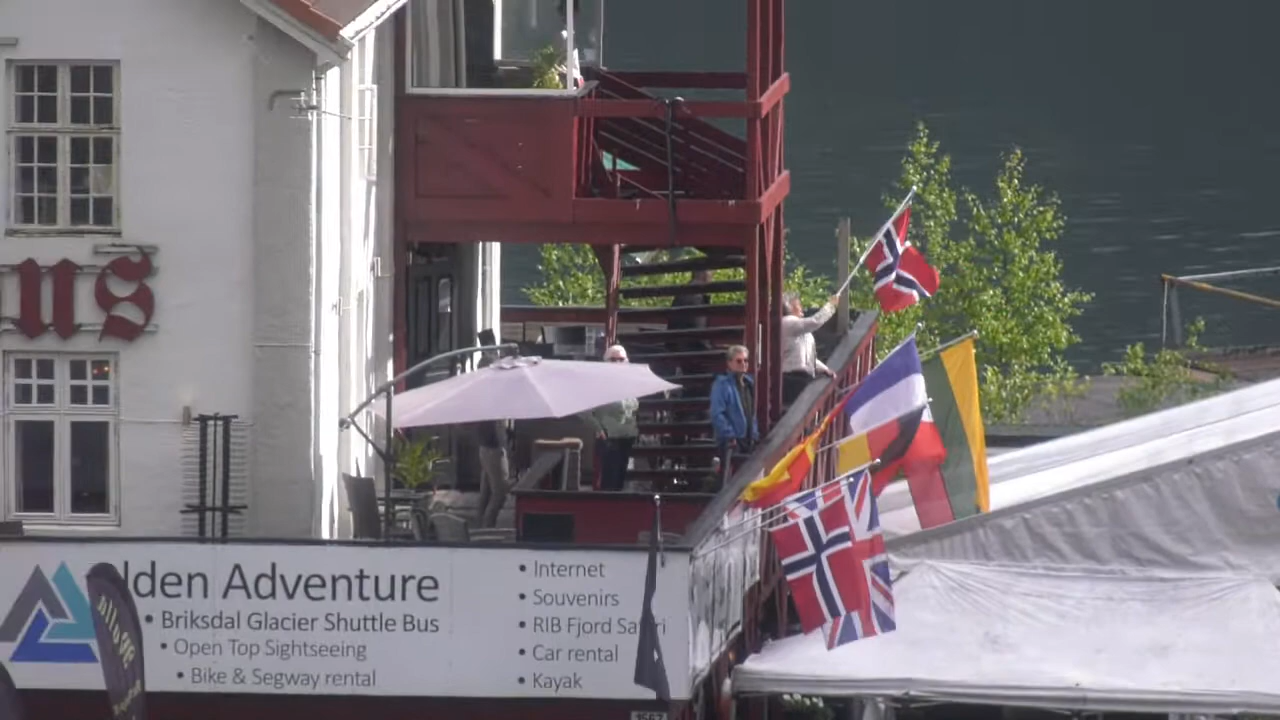 us
lden Adventure
• Briksdal Glacier Shuttle Bus
• Open Top Sightseeing
• Bike & Segway rental
• Internet
• Souvenirs
• RIB Fjord Safari
• Car rental
• Kayak